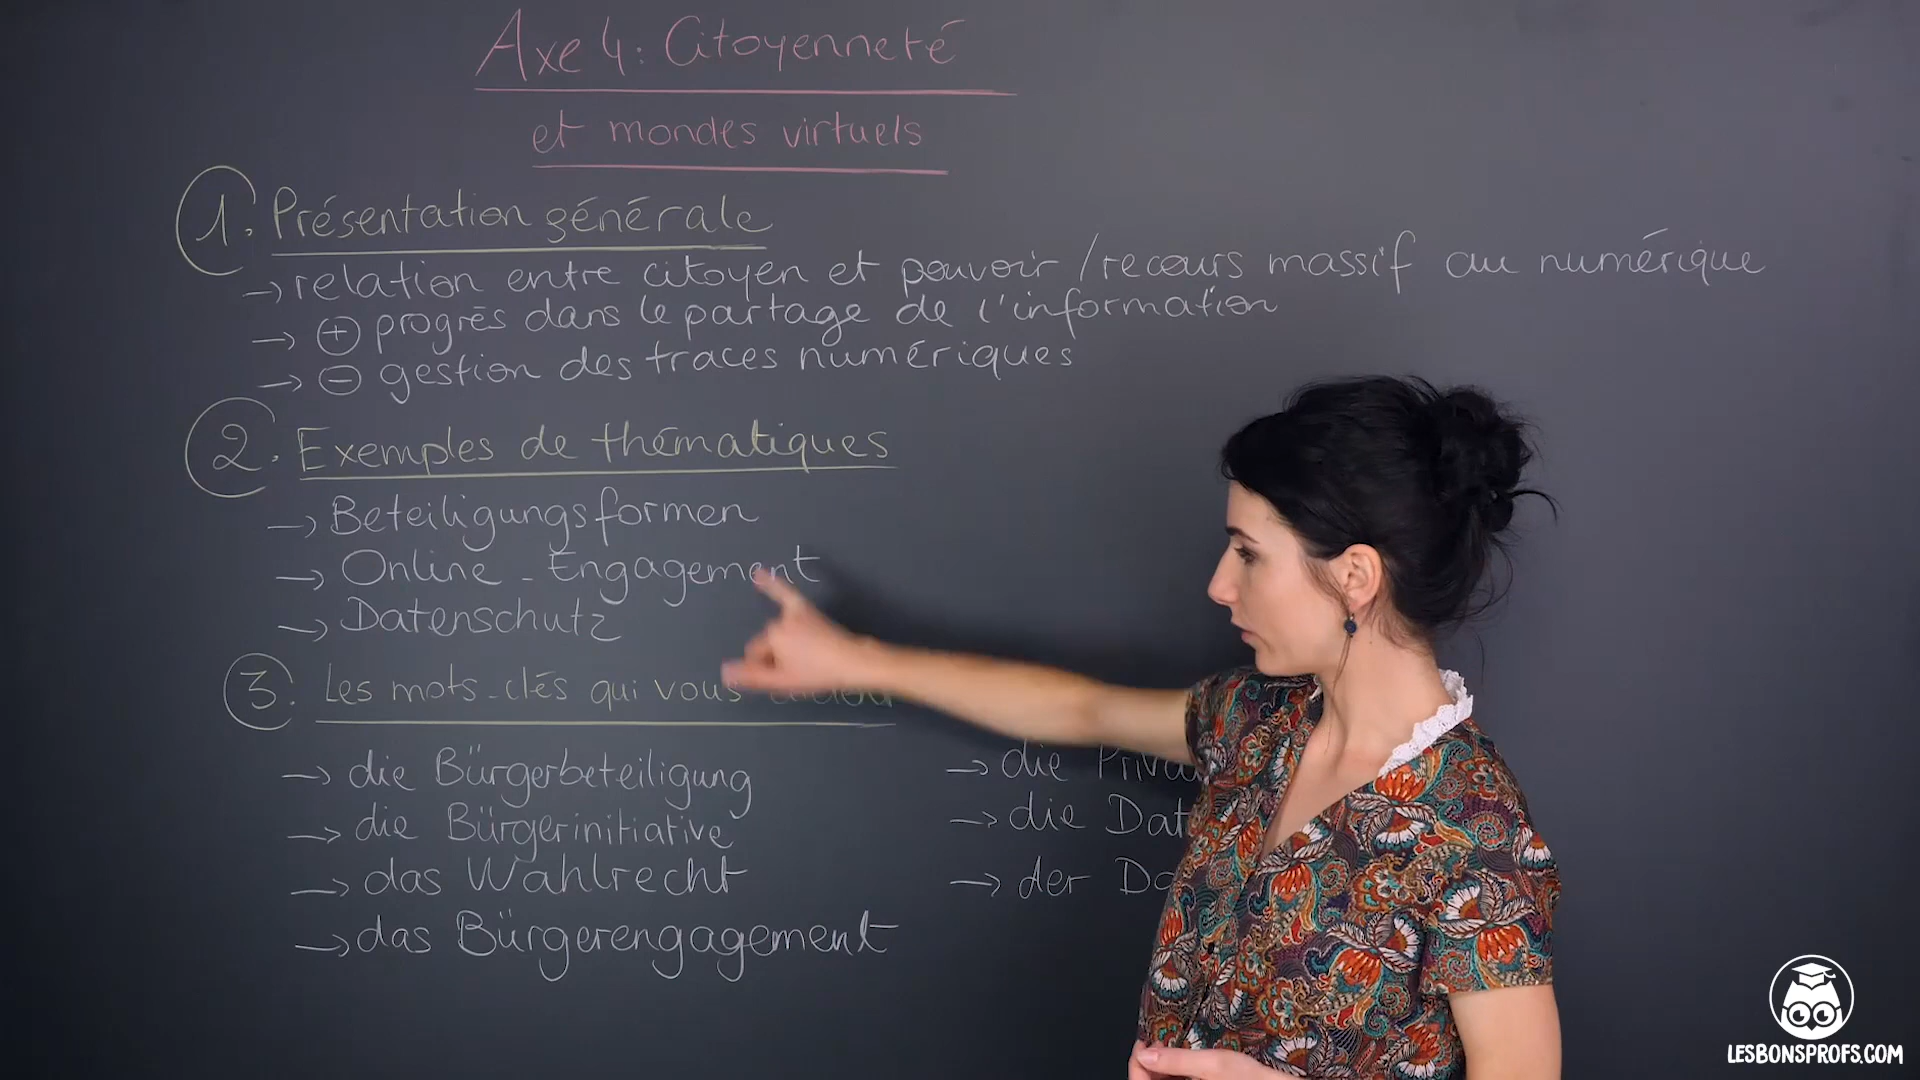 Axe 4: Citoyenneté
et mondes virtuels
1. Présentation générale
→ relation entre citoyen et pouvoir / recours massif au numérique
→ ⊕ progrès dans le partage de l'information
→ ⊖ gestion des traces numériques
2. Exemples de thématiques
→ Beteiligungsformen
→ Online-Engagement
→ Datenschutz
3. Les mots-clés qui vous
→ die Bürgerbeteiligung
→ die Bürgerinitiative
→ das Wahlrecht
→ das Bürgerengagement
→ die
→ die
→ der
LESBONSPROFS.COM